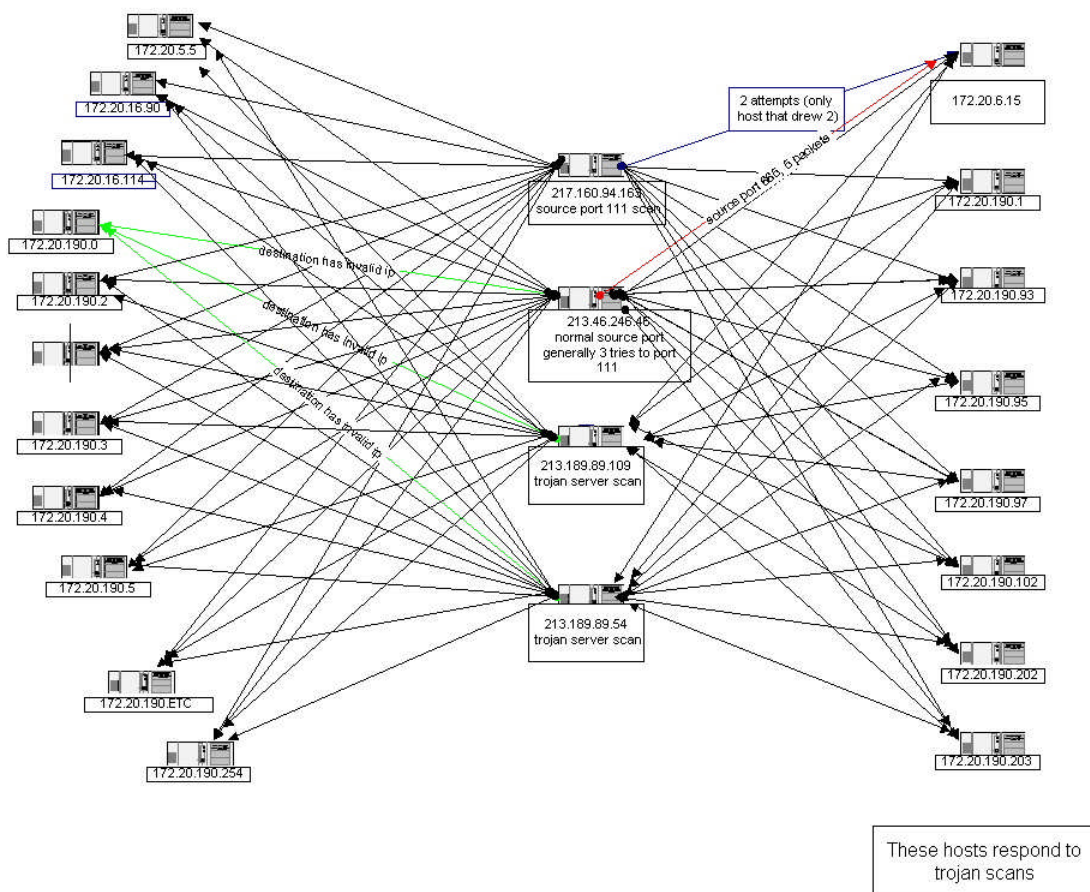 172.20.5.5
172.20.16.90
172.20.16.114
172.20.190.0
172.20.190.2
172.20.190.3
172.20.190.4
172.20.190.5
172.20.190.ETC
172.20.190.254
destination has invalid ip
destination has invalid ip
destination has invalid ip
217.160.94.163
source port 111 scan
213.46.246.46
normal source port
generally 3 tries to port
111
213.189.89.109
trojan server scan
213.189.89.54
trojan server scan
2 attempts (only
host that drew 2)
source port 665, 5 packets
172.20.6.15
172.20.190.1
172.20.190.93
172.20.190.95
172.20.190.97
172.20.190.102
172.20.190.202
172.20.190.203
These hosts respond to
trojan scans